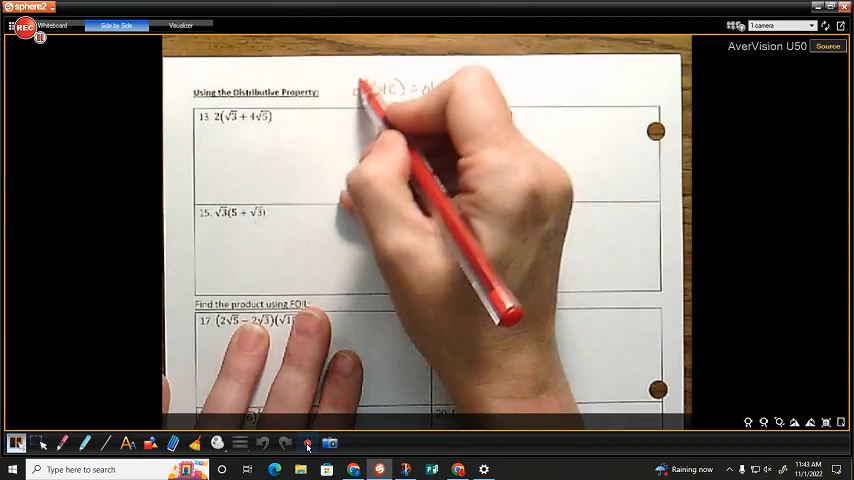 sphere2
REC
Whiteboard
Side by Side
Visualizer
1 camera
AverVision U50
Source
Using the Distributive Property:
13. 2(√3 + 4√5)
15. √3(5 + √3)
Find the product using FOIL:
17. (2√5 − 2√3)(√1
Type here to search
Raining now
11:43 AM
11/1/2022